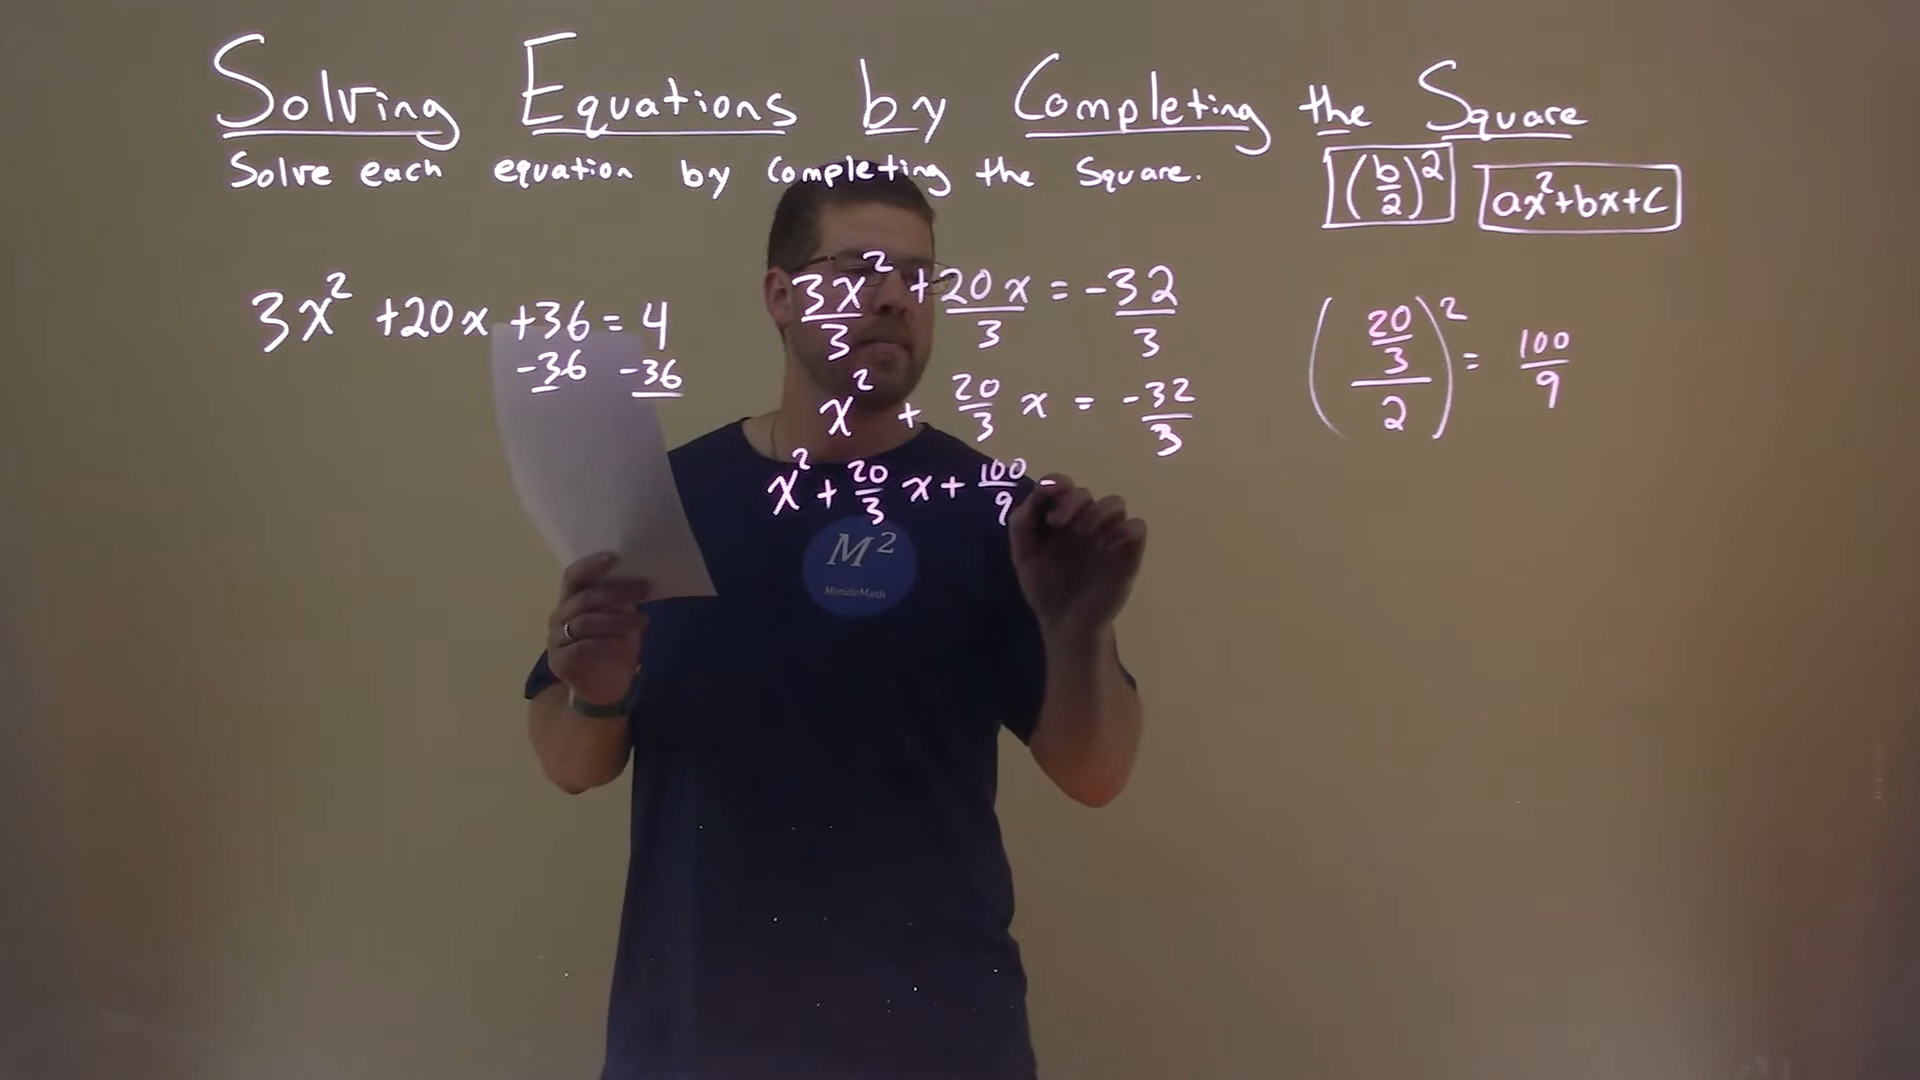 Solving Equations by Completing the Square
Solve each equation by Completing the Square.
(b/2)² ax²+bx+c
3x² +20x +36 = 4
-36 -36
3x²/3 + 20x/3 = -32/3
x² + 20/3 x = -32/3
x² + 20/3 x + 100/9 =
((20/3)/2)² = 100/9
M²
MinuteMath